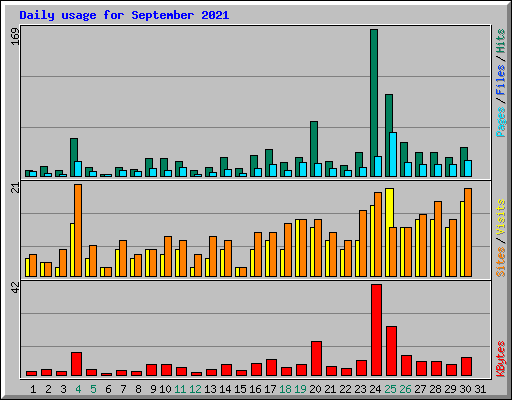 Daily usage for September 2021
169
Pages / Files / Hits
21
Sites / Visits
42
KBytes
1 2 3 4 5 6 7 8 9 10 11 12 13 14 15 16 17 18 19 20 21 22 23 24 25 26 27 28 29 30 31